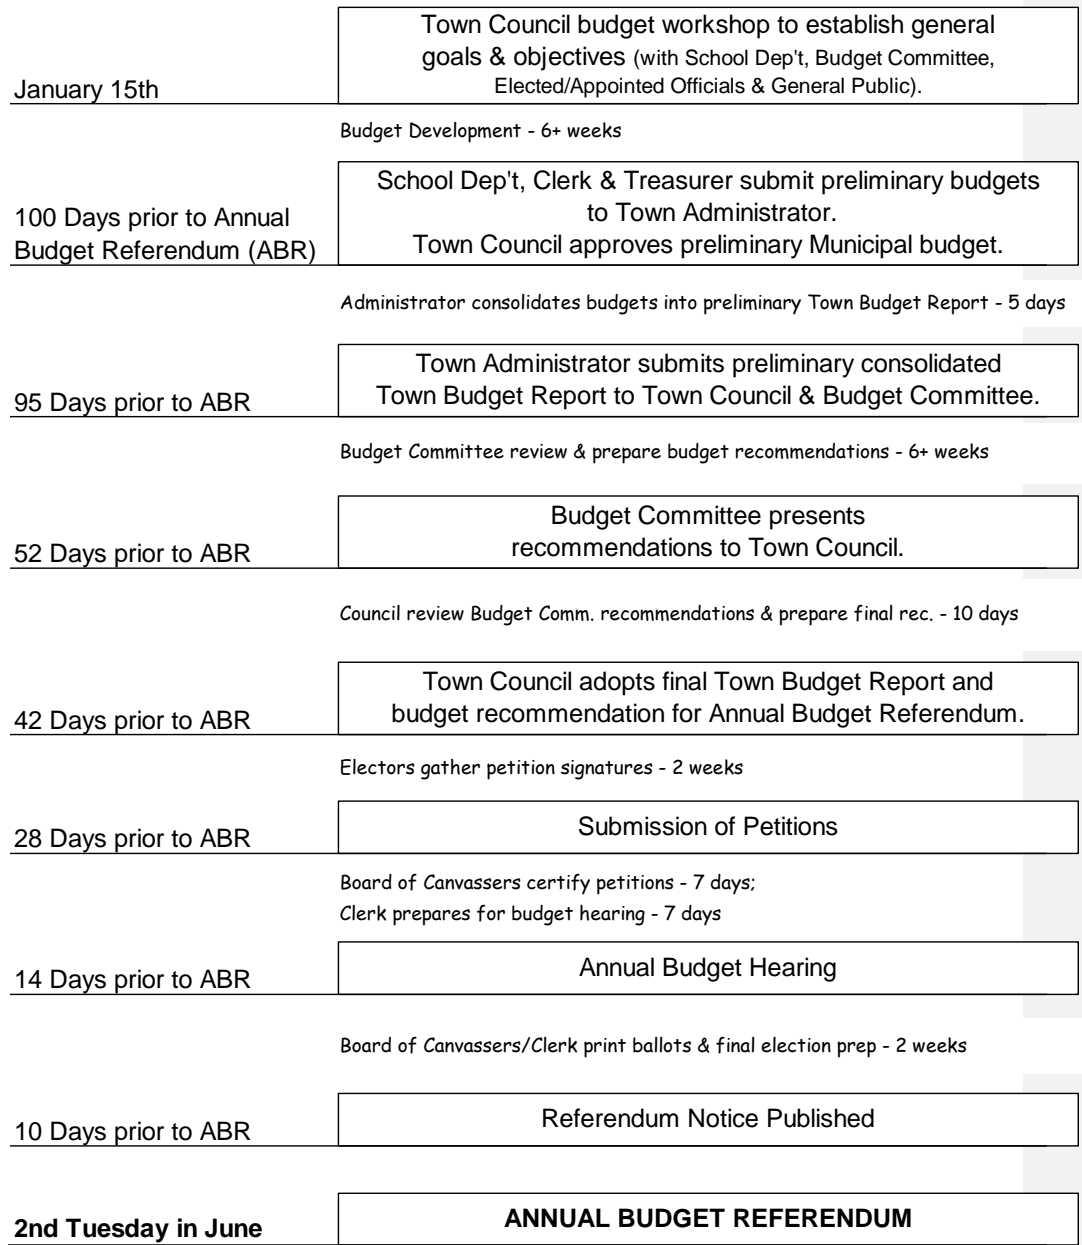 Town Council budget workshop to establish general
goals & objectives (with School Dep't, Budget Committee,
January 15th
Elected/Appointed Officials & General Public).
Budget Development - 6+ weeks
School Dep't, Clerk & Treasurer submit preliminary budgets
100 Days prior to Annual
to Town Administrator.
Budget Referendum (ABR)
Town Council approves preliminary Municipal budget.
Administrator consolidates budgets into preliminary Town Budget Report - 5 days
Town Administrator submits preliminary consolidated
95 Days prior to ABR
Town Budget Report to Town Council & Budget Committee.
Budget Committee review & prepare budget recommendations - 6+ weeks
Budget Committee presents
52 Days prior to ABR
recommendations to Town Council.
Council review Budget Comm. recommendations & prepare final rec. - 10 days
Town Council adopts final Town Budget Report and
42 Days prior to ABR
budget recommendation for Annual Budget Referendum.
Electors gather petition signatures - 2 weeks
28 Days prior to ABR
Submission of Petitions
Board of Canvassers certify petitions - 7 days;
Clerk prepares for budget hearing - 7 days
14 Days prior to ABR
Annual Budget Hearing
Board of Canvassers/Clerk print ballots & final election prep - 2 weeks
10 Days prior to ABR
Referendum Notice Published
2nd Tuesday in June
ANNUAL BUDGET REFERENDUM